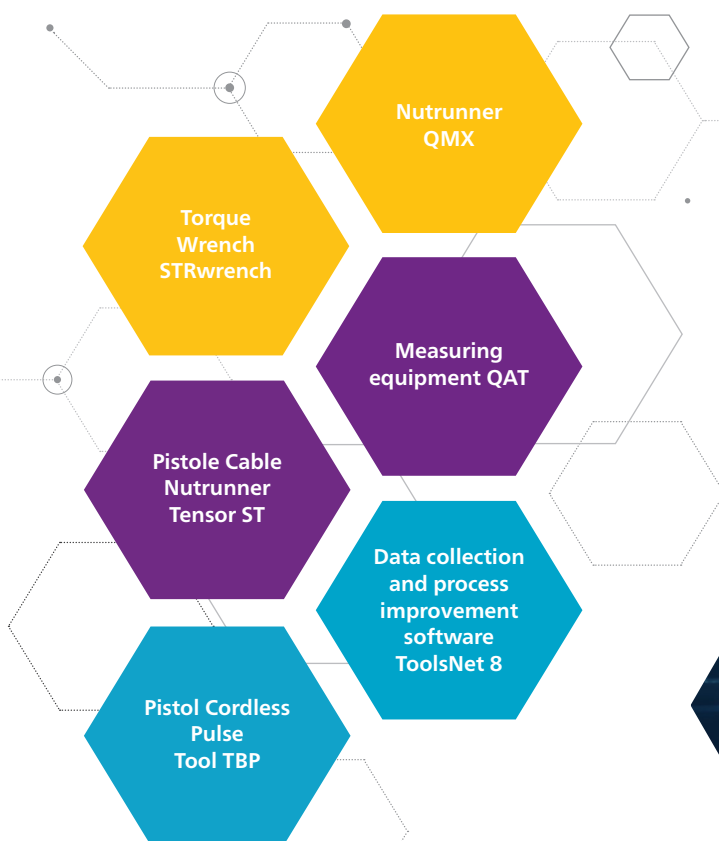 Nutrunner
QMX
Torque
Wrench
STRwrench
Measuring
equipment QAT
Pistole Cable
Nutrunner
Tensor ST
Data collection
and process
improvement
software
ToolsNet 8
Pistol Cordless
Pulse
Tool TBP